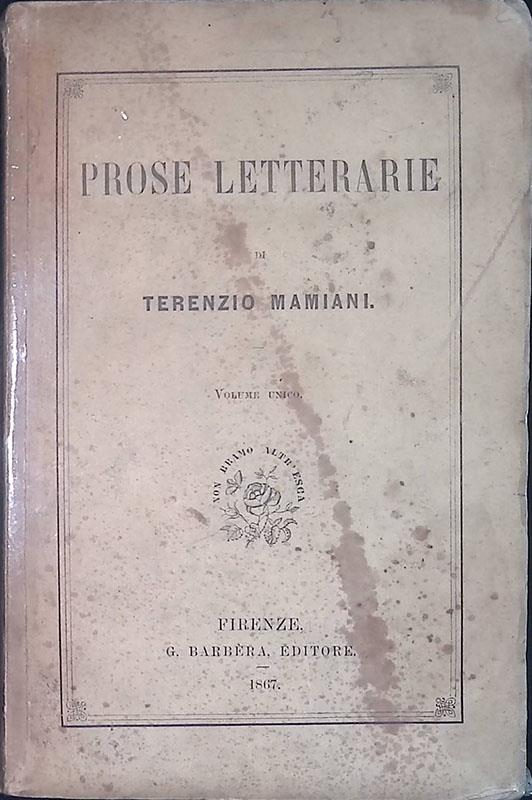 PROSE LETTERARIE
DI
TERENZIO MAMIANI.
VOLUME UNICO.
NON BRAMO ALTR'ESCA
FIRENZE,
G. BARBÈRA, EDITORE.
1867.